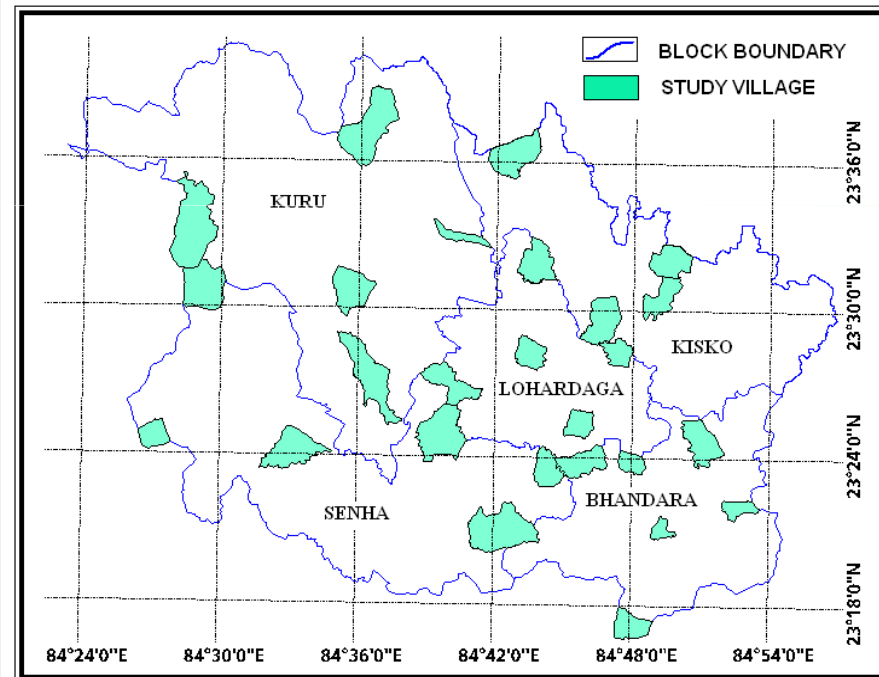 BLOCK BOUNDARY
STUDY VILLAGE
23°36'0"N
KURU
23°30'0"N
KISKO
LOHARDAGA
23°24'0"N
BHANDARA
SENHA
23°18'0"N
84°24'0"E 84°30'0"E 84°36'0"E 84°42'0"E 84°48'0"E 84°54'0"E